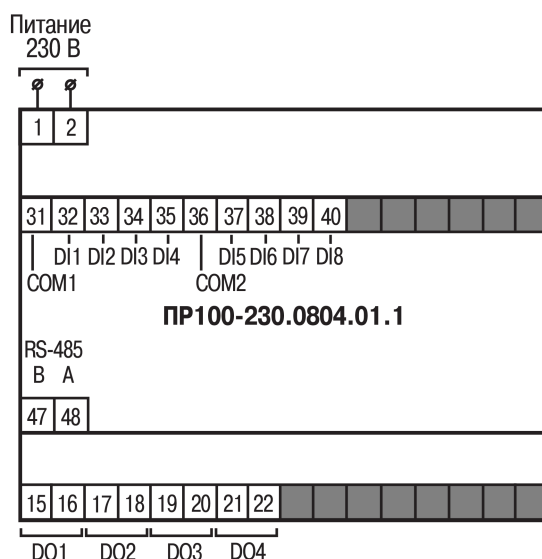 Питание
230 В
1 2
31 32 33 34 35 36 37 38 39 40
DI1 DI2 DI3 DI4 DI5 DI6 DI7 DI8
COM1 COM2
ПР100-230.0804.01.1
RS-485
B A
47 48
15 16 17 18 19 20 21 22
DO1 DO2 DO3 DO4